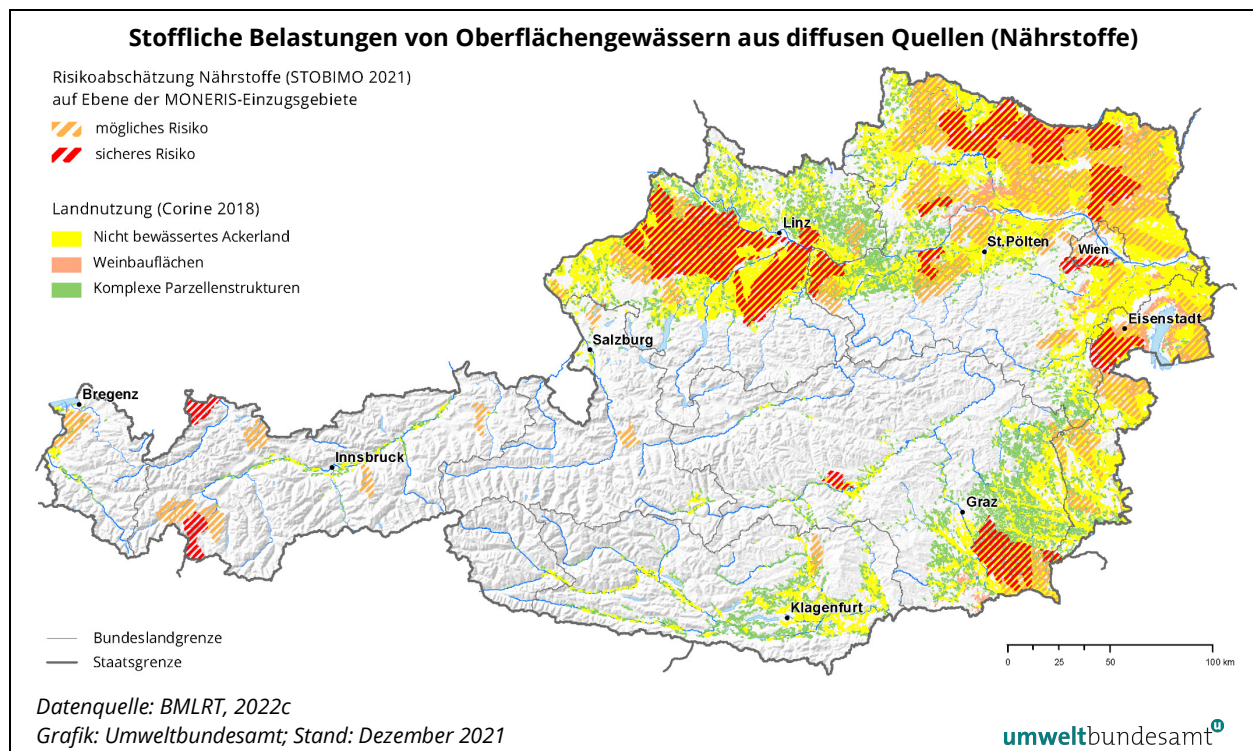 Stoffliche Belastungen von Oberflächengewässern aus diffusen Quellen (Nährstoffe)
Risikoabschätzung Nährstoffe (STOBIMO 2021)
auf Ebene der MONERIS-Einzugsgebiete
mögliches Risiko
sicheres Risiko
Landnutzung (Corine 2018)
Nicht bewässertes Ackerland
Weinbauflächen
Komplexe Parzellenstrukturen
Linz
St.Pölten
Wien
Eisenstadt
Salzburg
Bregenz
Innsbruck
Graz
Klagenfurt
Bundeslandgrenze
Staatsgrenze
0 25 50 100 km
Datenquelle: BMLRT, 2022c
Grafik: Umweltbundesamt; Stand: Dezember 2021
umweltbundesamt u